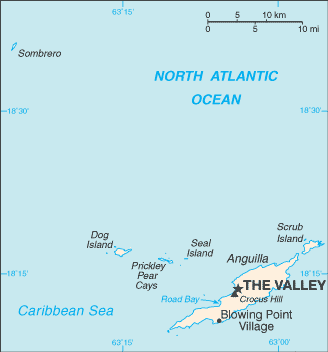 63°15'
63°00'
0 5 10 km
0 5 10 mi
Sombrero
NORTH ATLANTIC
OCEAN
18°30'
18°30'
Dog
Island
Prickly
Pear
Cays
Seal
Island
Scrub
Island
Anguilla
18°15'
18°15'
THE VALLEY
Road Bay
Crocus Hill
Caribbean Sea
Blowing Point
Village
63°15'
63°00'